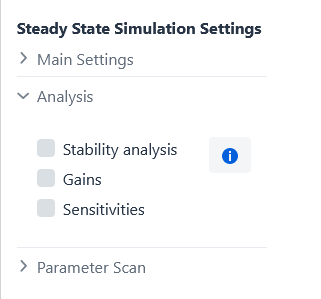 Steady State Simulation Settings
Main Settings
Analysis
Stability analysis
Gains
Sensitivities
Parameter Scan